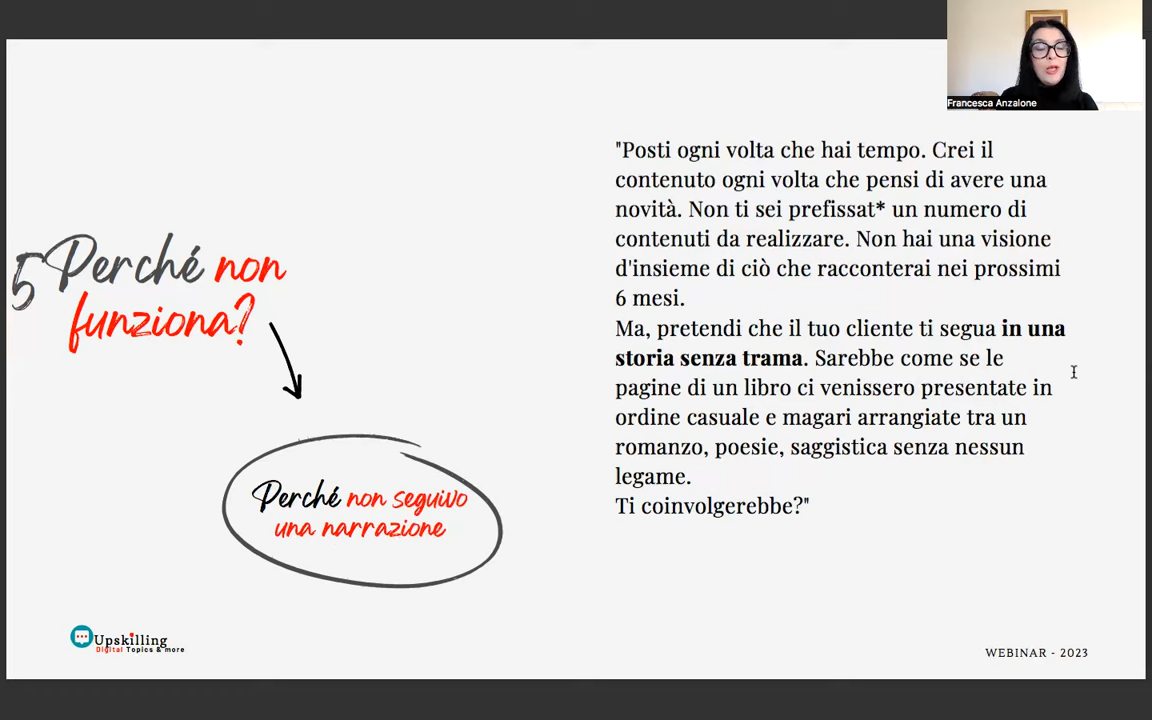 Francesca Anzalone
5 Perché non
funziona?
Perché non seguivo
una narrazione
"Posti ogni volta che hai tempo. Crei il
contenuto ogni volta che pensi di avere una
novità. Non ti sei prefissat* un numero di
contenuti da realizzare. Non hai una visione
d'insieme di ciò che racconterai nei prossimi
6 mesi.
Ma, pretendi che il tuo cliente ti segua in una
storia senza trama. Sarebbe come se le
pagine di un libro ci venissero presentate in
ordine casuale e magari arrangiate tra un
romanzo, poesie, saggistica senza nessun
legame.
Ti coinvolgerebbe?"
Upskilling
Digital Topics & more
WEBINAR - 2023